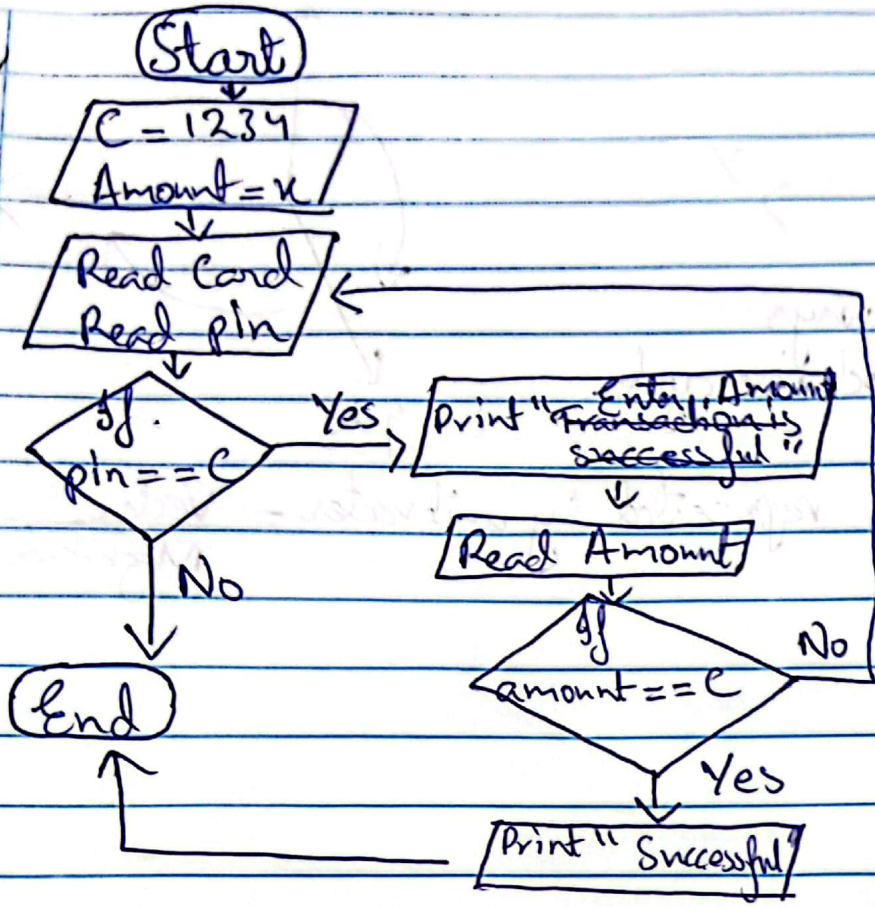 Start
C = 1234
Amount = x
Read Card
Read pin
If
pin == C
Yes
No
End
Print " Enter Amount
Transaction is
successful "
Read Amount
If
amount == C
No
Yes
Print " Successful "